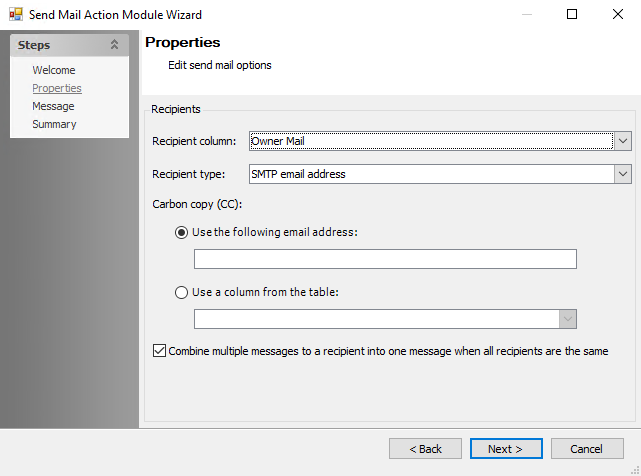 Send Mail Action Module Wizard
Steps
Welcome
Properties
Message
Summary
Properties
Edit send mail options
Recipients
Recipient column: Owner Mail
Recipient type: SMTP email address
Carbon copy (CC):
Use the following email address:
Use a column from the table:
Combine multiple messages to a recipient into one message when all recipients are the same
< Back Next > Cancel